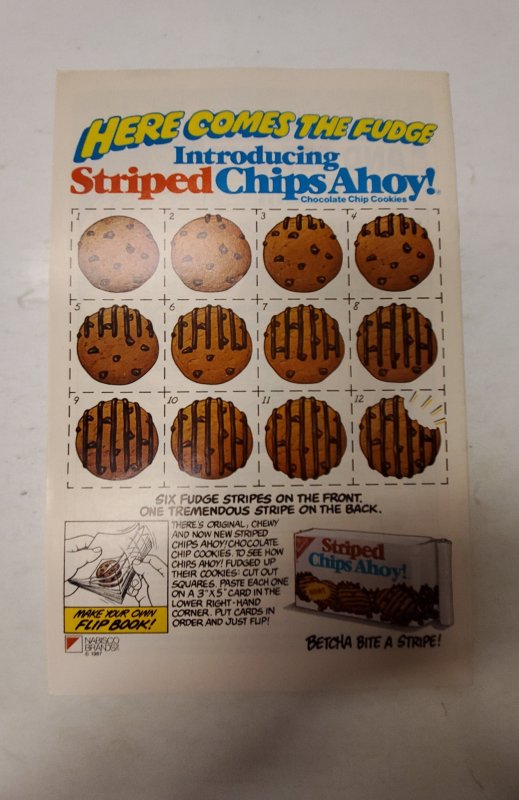 HERE COMES THE FUDGE
Introducing
Striped Chips Ahoy!®
Chocolate Chip Cookies
1 2 3 4
5 6 7 8
9 10 11 12
SIX FUDGE STRIPES ON THE FRONT.
ONE TREMENDOUS STRIPE ON THE BACK.
THERE'S ORIGINAL, CHEWY
AND NOW NEW STRIPED
CHIPS AHOY! CHOCOLATE
CHIP COOKIES. TO SEE HOW
CHIPS AHOY! FUDGED UP
THEIR COOKIES: CUT OUT
SQUARES. PASTE EACH ONE
ON A 3"X5" CARD IN THE
LOWER RIGHT-HAND
CORNER. PUT CARDS IN
ORDER AND JUST FLIP!
MAKE YOUR OWN
FLIP BOOK!
Striped
Chips Ahoy!
BETCHA BITE A STRIPE!
NABISCO
BRANDS
© 1987